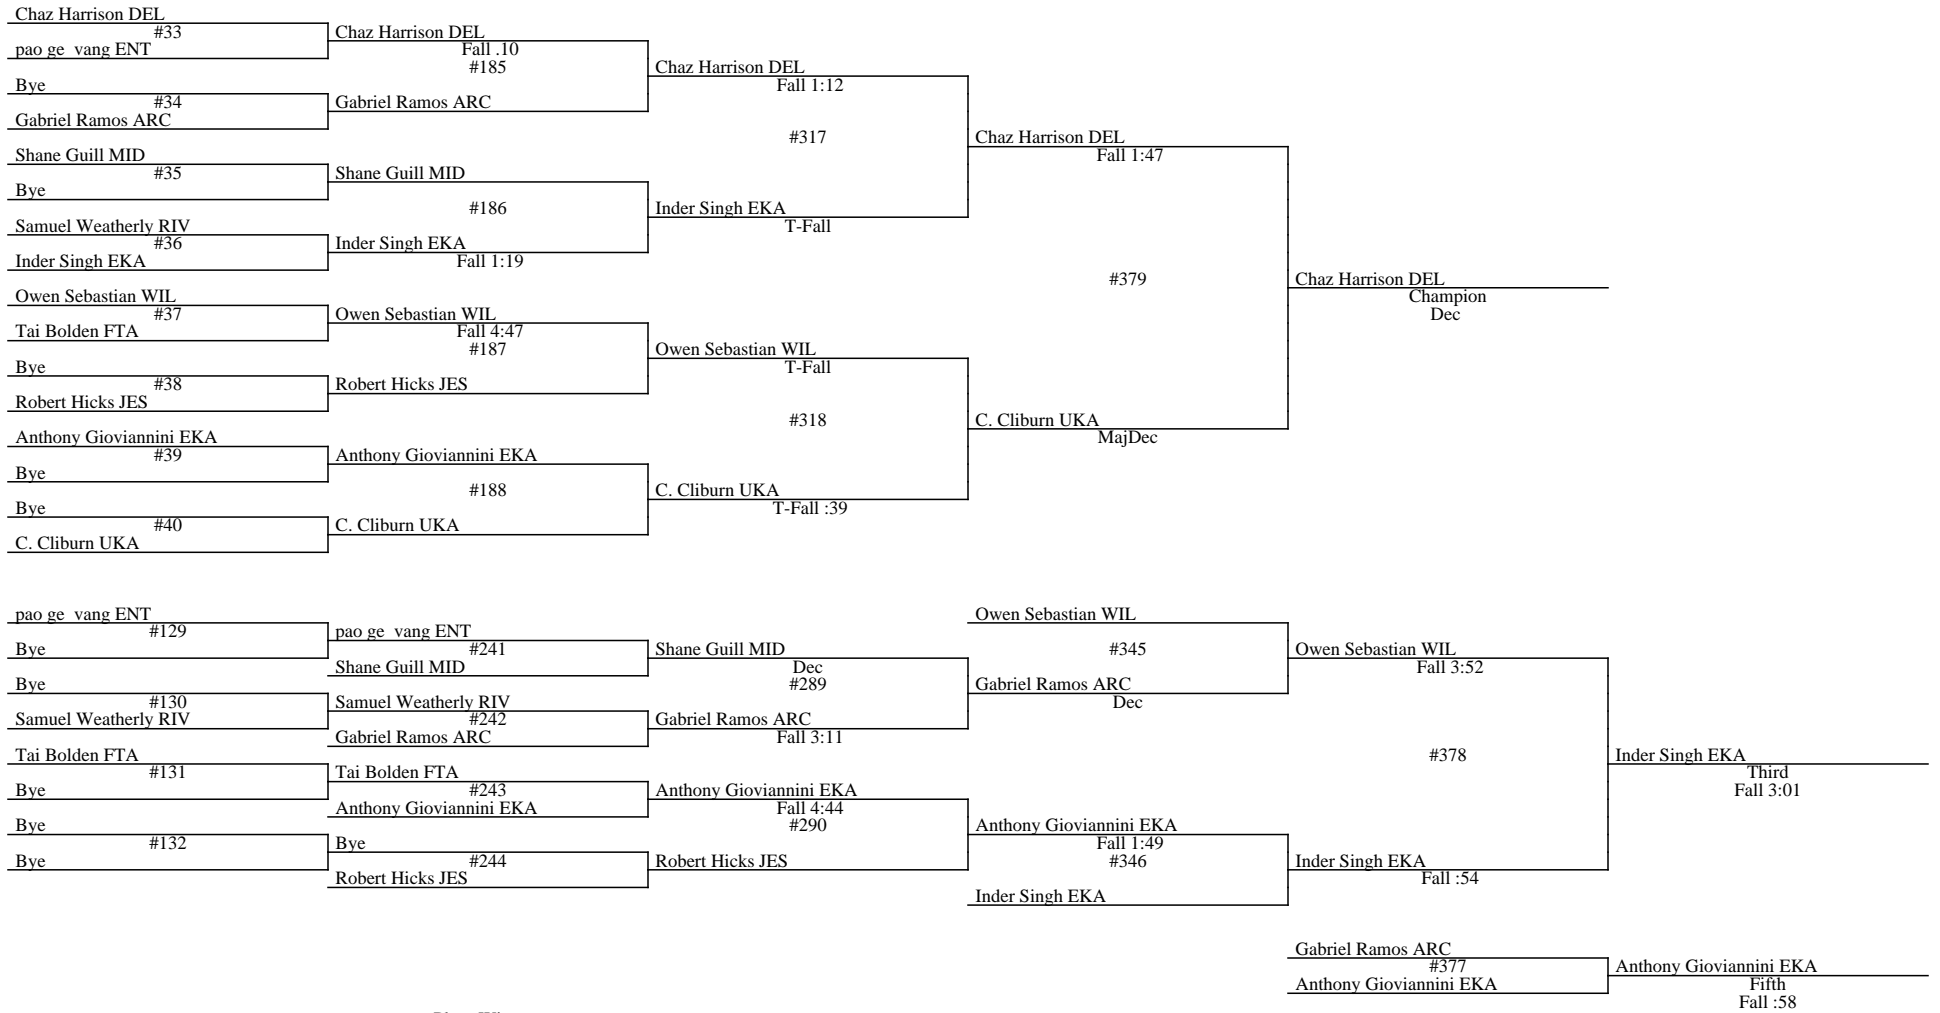 Chaz Harrison DEL
#33
pao ge vang ENT
Bye
#34
Gabriel Ramos ARC
Shane Guill MID
#35
Bye
Samuel Weatherly RIV
#36
Inder Singh EKA
Owen Sebastian WIL
#37
Tai Bolden FTA
Bye
#38
Robert Hicks JES
Anthony Gioviannini EKA
#39
Bye
Bye
#40
C. Cliburn UKA
Chaz Harrison DEL
Fall .10
#185
Gabriel Ramos ARC
Shane Guill MID
#186
Inder Singh EKA
Fall 1:19
Owen Sebastian WIL
Fall 4:47
#187
Robert Hicks JES
Anthony Gioviannini EKA
#188
C. Cliburn UKA
Chaz Harrison DEL
Fall 1:12
#317
Inder Singh EKA
T-Fall
Owen Sebastian WIL
T-Fall
#318
C. Cliburn UKA
T-Fall :39
Chaz Harrison DEL
Fall 1:47
#379
C. Cliburn UKA
MajDec
Chaz Harrison DEL
Champion
Dec
pao ge vang ENT
#129
Bye
Bye
#130
Samuel Weatherly RIV
Tai Bolden FTA
#131
Bye
Bye
#132
Bye
pao ge vang ENT
#241
Shane Guill MID
Samuel Weatherly RIV
#242
Gabriel Ramos ARC
Tai Bolden FTA
#243
Anthony Gioviannini EKA
Bye
#244
Robert Hicks JES
Shane Guill MID
Dec
#289
Gabriel Ramos ARC
Fall 3:11
Anthony Gioviannini EKA
Fall 4:44
#290
Robert Hicks JES
Owen Sebastian WIL
#345
Gabriel Ramos ARC
Dec
Anthony Gioviannini EKA
Fall 1:49
#346
Inder Singh EKA
Owen Sebastian WIL
Fall 3:52
#378
Inder Singh EKA
Fall :54
Inder Singh EKA
Third
Fall 3:01
Gabriel Ramos ARC
#377
Anthony Gioviannini EKA
Anthony Gioviannini EKA
Fifth
Fall :58